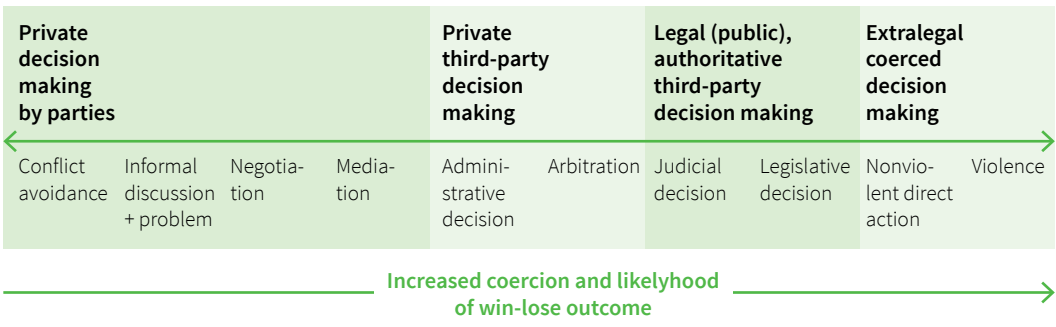 Private
decision
making
by parties
Private
third-party
decision
making
Legal (public),
authoritative
third-party
decision making
Extralegal
coerced
decision
making
Conflict
avoidance
Informal
discussion
+ problem
Negotia-
tion
Media-
tion
Admini-
strative
decision
Arbitration
Judicial
decision
Legislative
decision
Nonvio-
lent direct
action
Violence
Increased coercion and likelyhood
of win-lose outcome